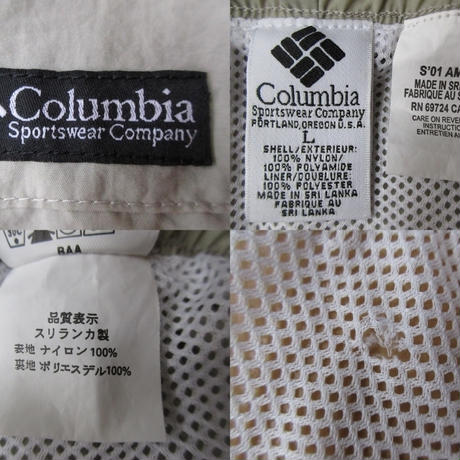 Columbia
Sportswear Company
Columbia
Sportswear Company
PORTLAND, OREGON U.S.A.
L
SHELL/EXTERIEUR:
100% NYLON/
100% POLYAMIDE
LINER/DOUBLURE:
100% POLYESTER
MADE IN SRI LANKA
FABRIQUE AU
SRI LANKA
S'01 AM
MADE IN SR
FABRIQUE AU S
RN 69724 CA
CARE ON REVER
INSTRUCTIO
ENTRETIEN A
30C
BAA
品質表示
スリランカ製
表地 ナイロン100%
裏地 ポリエステル100%